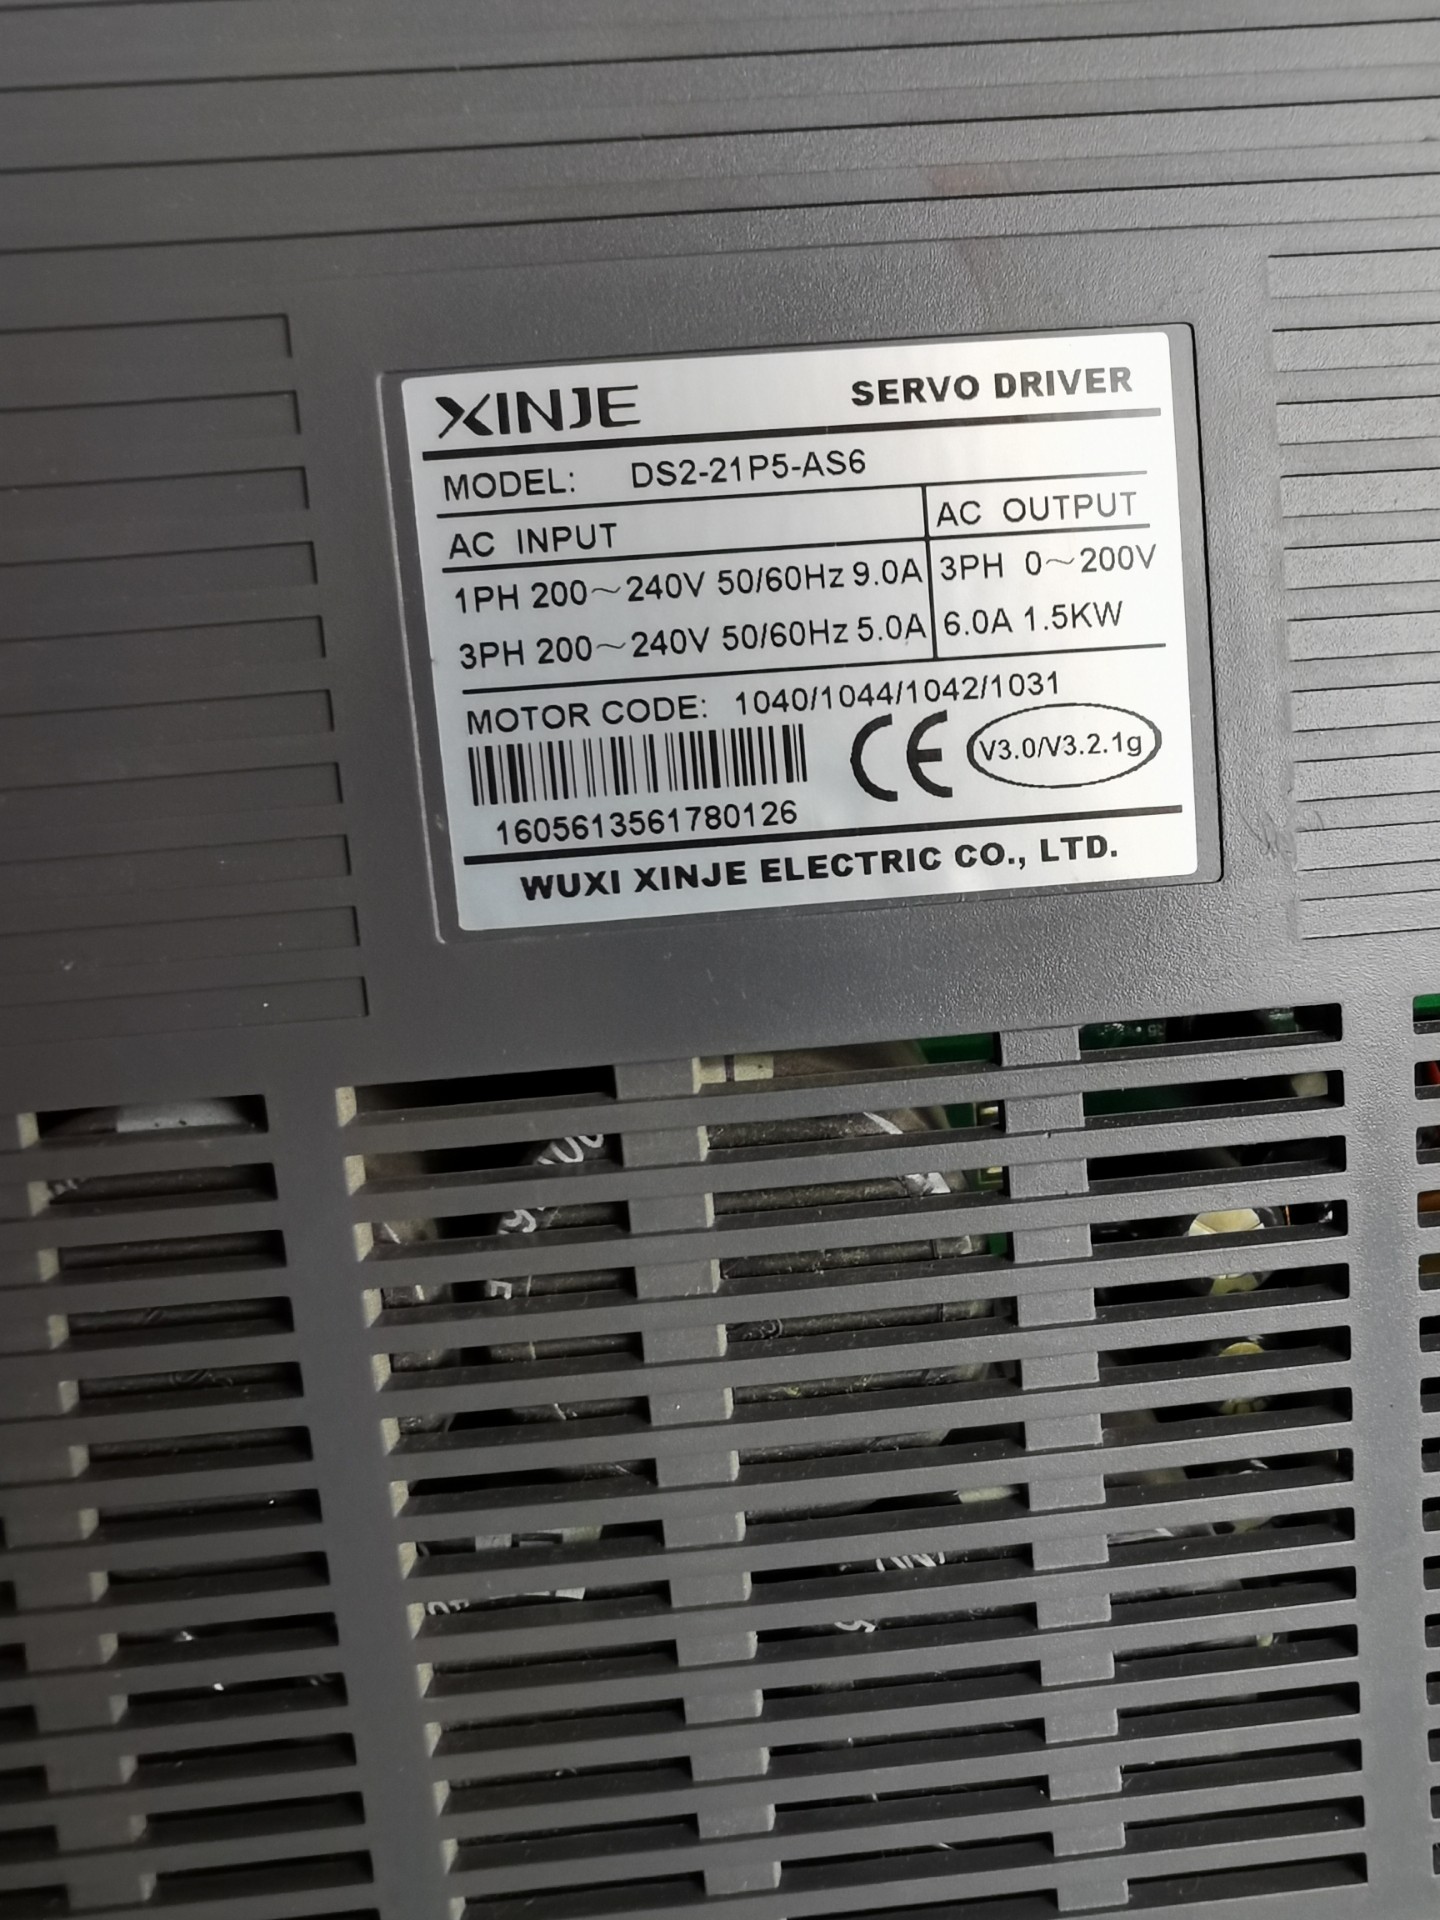 XINJE SERVO DRIVER
MODEL: DS2-21P5-AS6
AC INPUT AC OUTPUT
1PH 200～240V 50/60Hz 9.0A 3PH 0～200V
3PH 200～240V 50/60Hz 5.0A 6.0A 1.5KW
MOTOR CODE: 1040/1044/1042/1031
CE V3.0/V3.2.1g
1605613561780126
WUXI XINJE ELECTRIC CO., LTD.